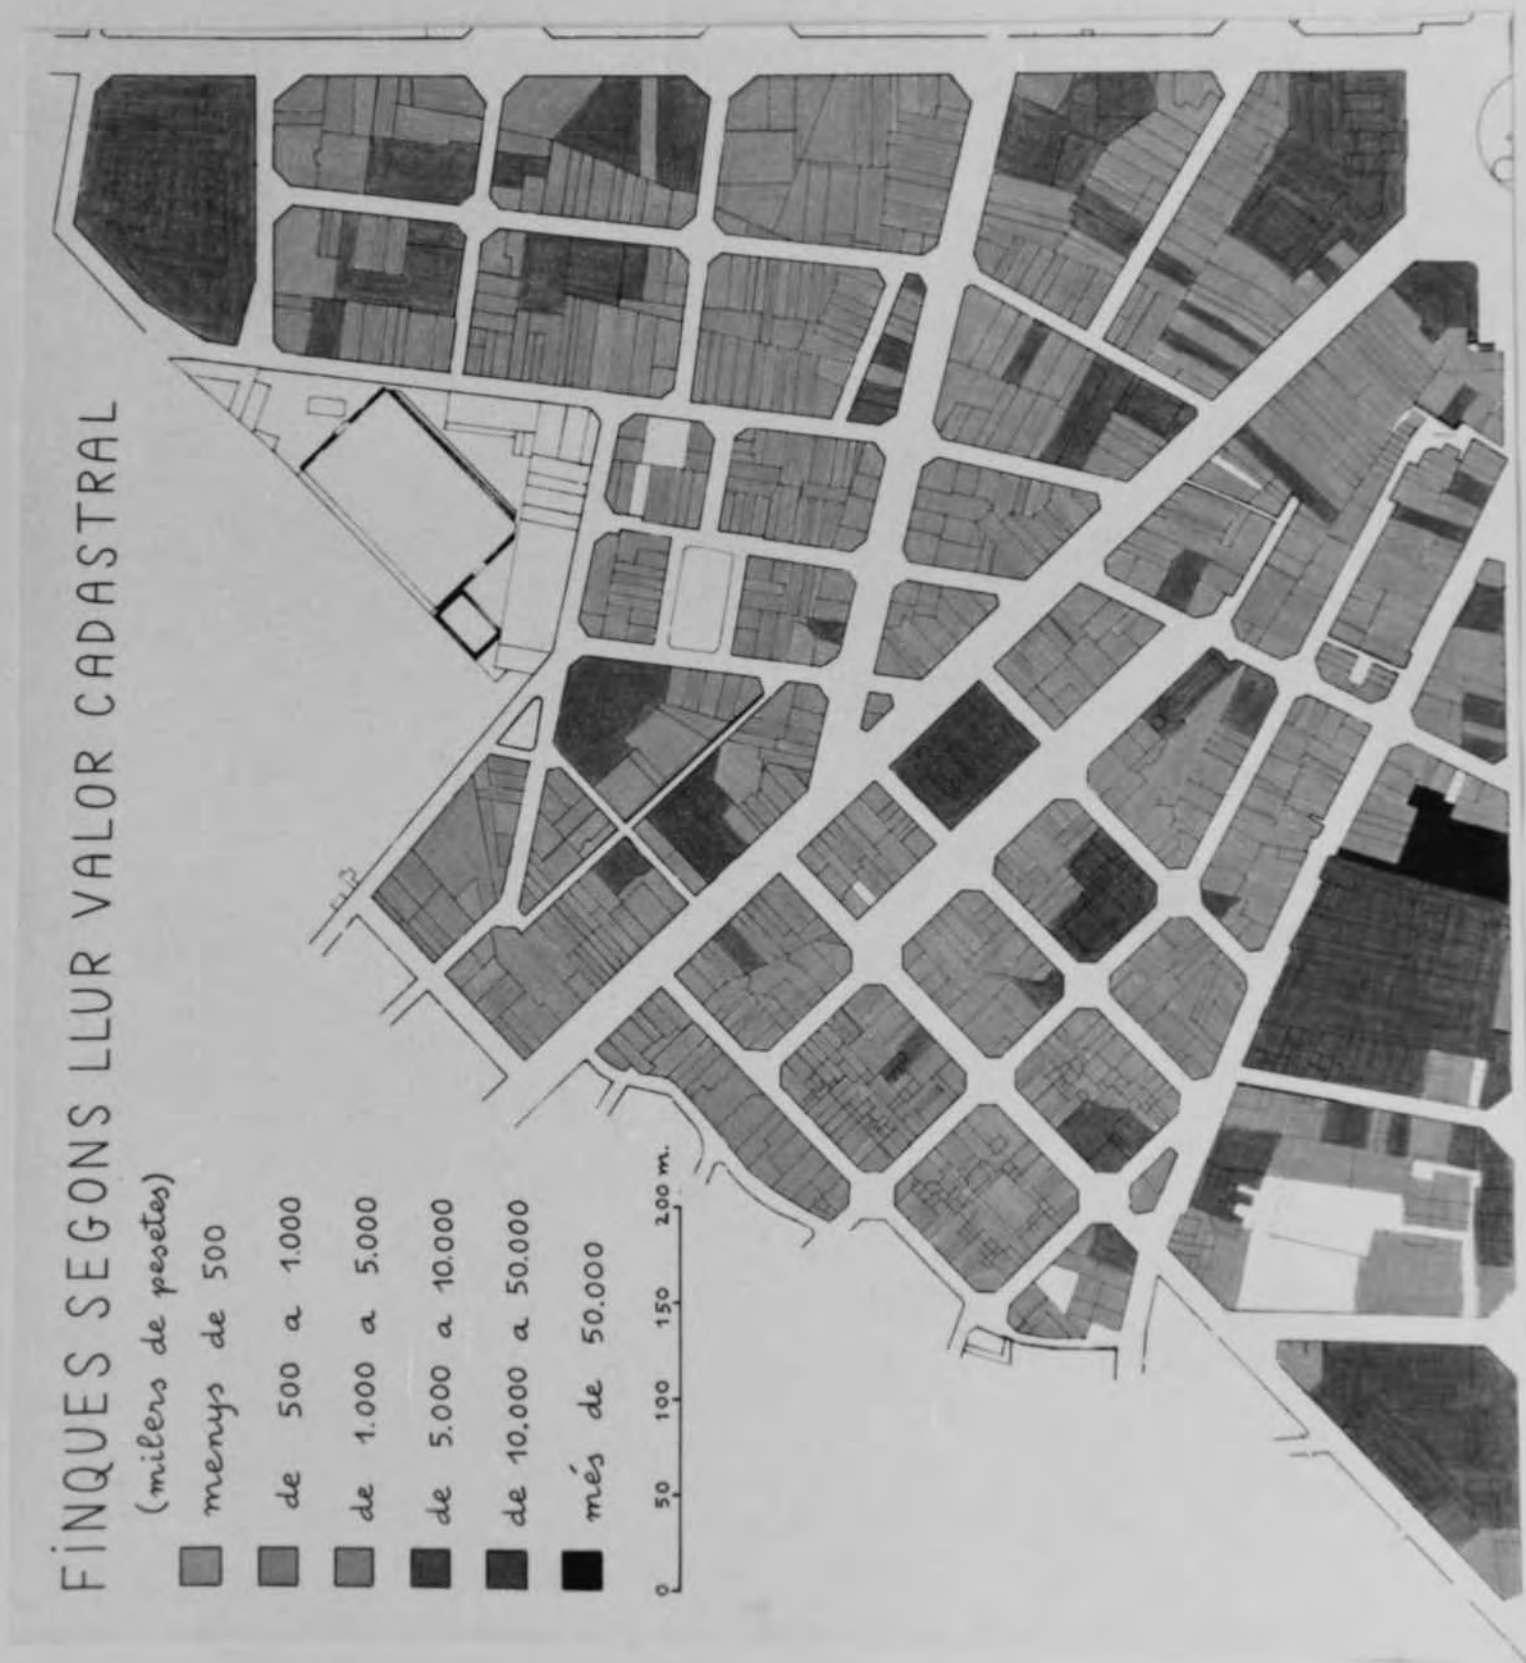 FINQUES SEGONS LLUR VALOR CADASTRAL
(milers de pesetes)
menys de 500
de 500 a 1.000
de 1.000 a 5.000
de 5.000 a 10.000
de 10.000 a 50.000
més de 50.000
0 50 100 150 200 m.